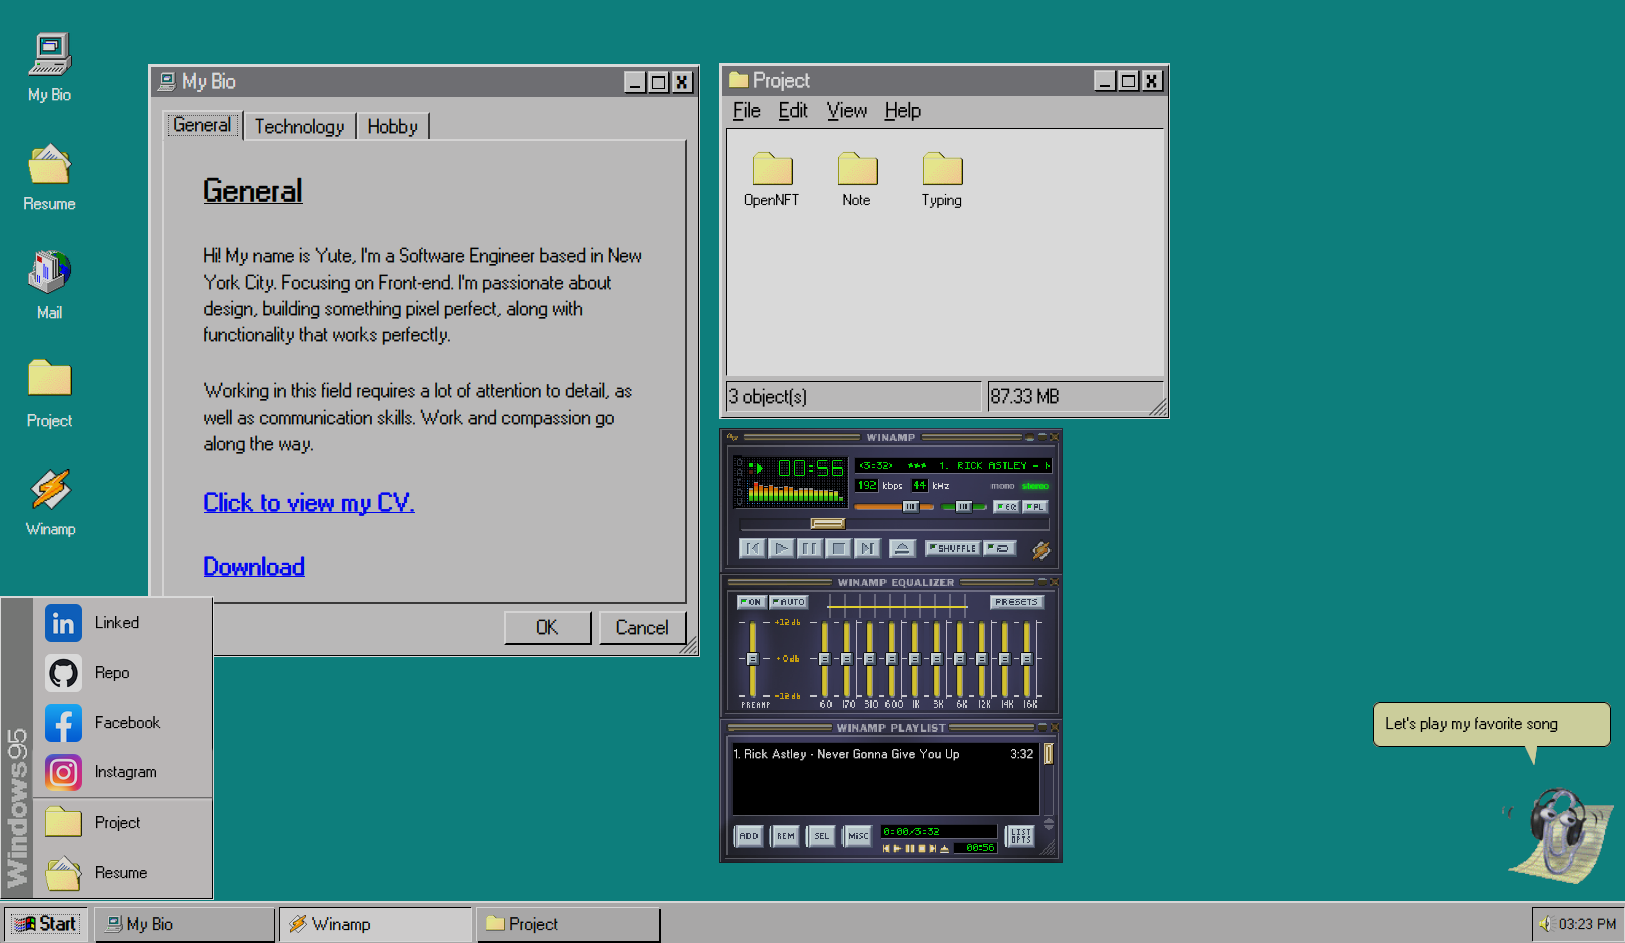 My Bio
Resume
Mail
Project
Winamp
My Bio
General
Technology
Hobby
General
Hi! My name is Yute, I'm a Software Engineer based in New
York City. Focusing on Front-end. I'm passionate about
design, building something pixel perfect, along with
functionality that works perfectly.
Working in this field requires a lot of attention to detail, as
well as communication skills. Work and compassion go
along the way.
Click to view my CV.
Download
OK
Cancel
Project
File Edit View Help
OpenNFT
Note
Typing
3 object(s)
87.33 MB
WINAMP
00:56
<3:32> *** 1. RICK ASTLEY -
192 kbps 44 kHz mono stereo
EQ PL
SHUFFLE
WINAMP EQUALIZER
ON AUTO PRESETS
+12 db
+0 db
-12 db
PREAMP 60 170 310 600 1K 3K 6K 12K 14K 16K
WINAMP PLAYLIST
1. Rick Astley - Never Gonna Give You Up 3:32
ADD REM SEL MISC
0:00/3:32
00:56
LIST
OPTS
Let's play my favorite song
Windows95
Linked
Repo
Facebook
Instagram
Project
Resume
Start
My Bio
Winamp
Project
03:23 PM